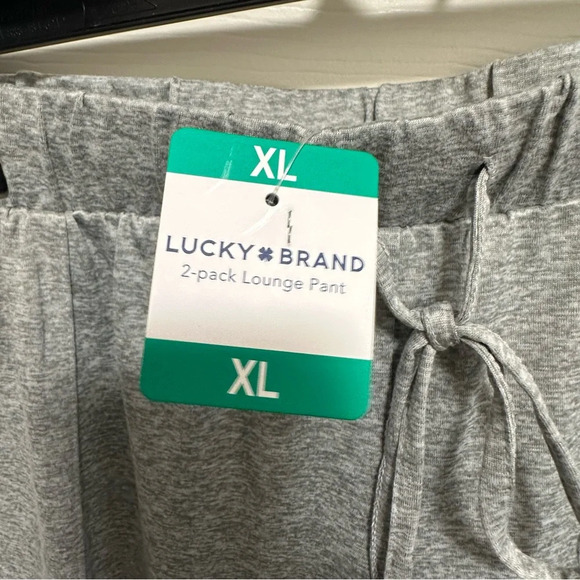 XL
LUCKY BRAND
2-pack Lounge Pant
XL